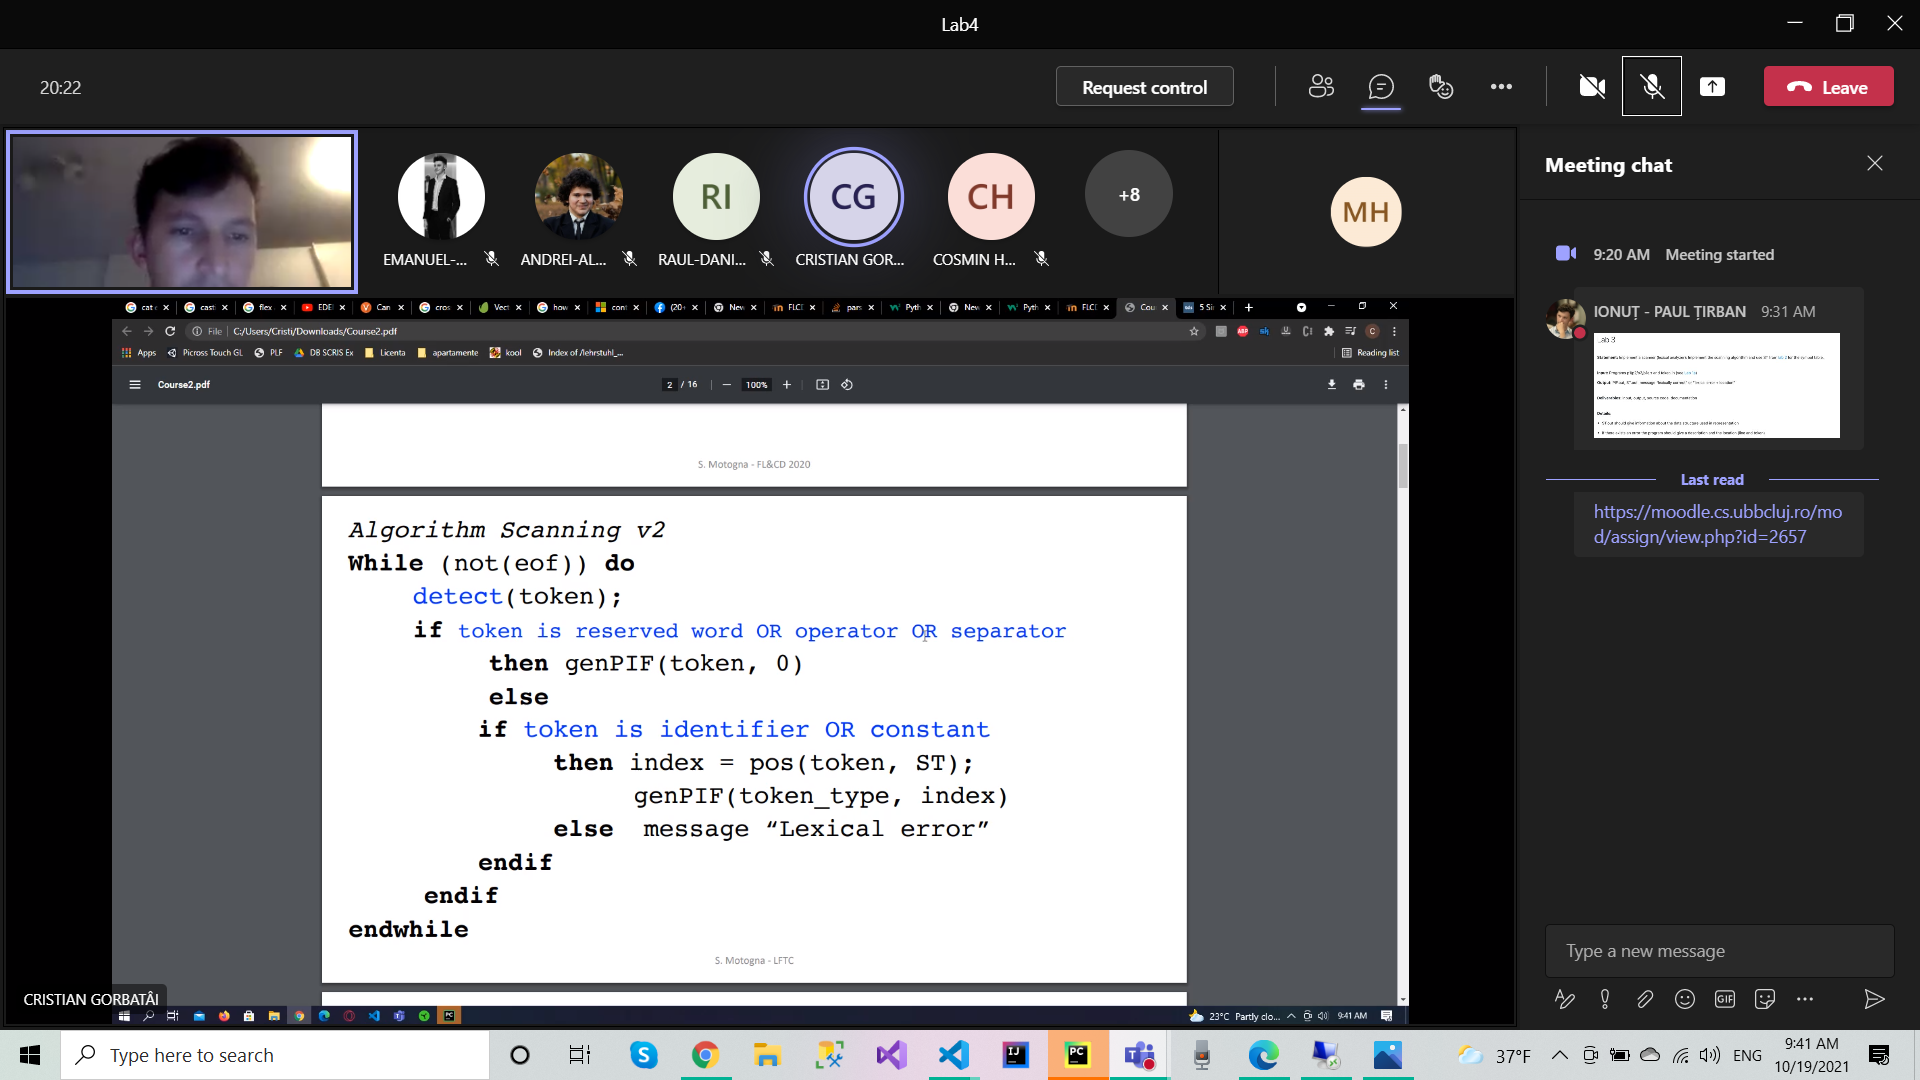 Lab4
20:22
Request control
Leave
RI
CG
CH
+8
MH
EMANUEL-...
ANDREI-AL...
RAUL-DANI...
CRISTIAN GOR...
COSMIN H...
Meeting chat
9:20 AM Meeting started
IONUȚ - PAUL ȚIRBAN 9:31 AM
Lab 3
Last read
https://moodle.cs.ubbcluj.ro/mo
d/assign/view.php?id=2657
Type a new message
GIF
File C:/Users/Cristi/Downloads/Course2.pdf
Apps Picross Touch GL PLF DB SCRIS Ex Licenta apartamente kool Index of /lehrstuhl_... Reading list
Course2.pdf 2 / 16 100%
S. Motogna - FL&CD 2020
Algorithm Scanning v2
While (not(eof)) do
detect(token);
if token is reserved word OR operator OR separator
then genPIF(token, 0)
else
if token is identifier OR constant
then index = pos(token, ST);
genPIF(token_type, index)
else message “Lexical error”
endif
endif
endwhile
S. Motogna - LFTC
CRISTIAN GORBATÂI
23°C Partly clo... 9:41 AM
Type here to search
37°F
ENG
9:41 AM
10/19/2021